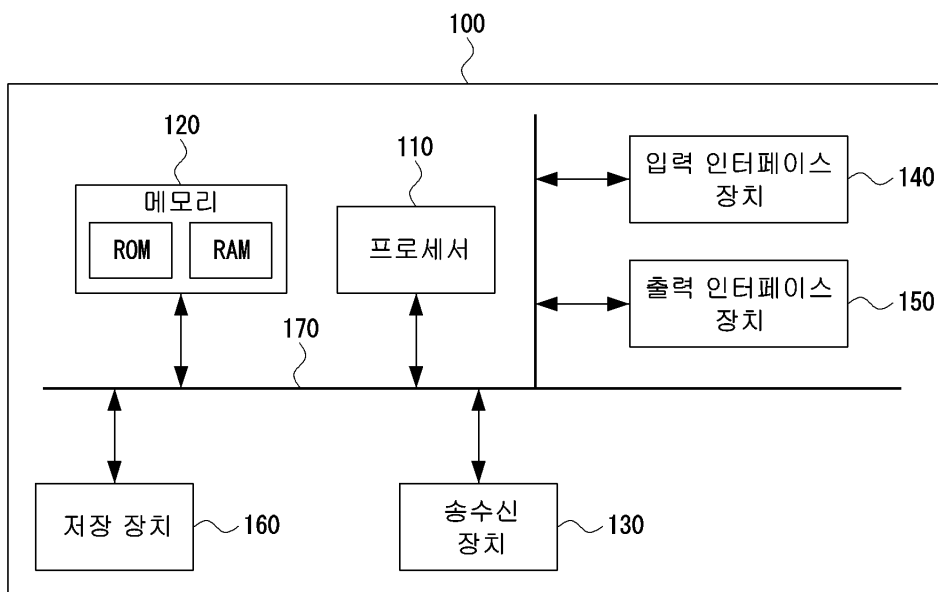 100
120
110
메모리
ROM
RAM
프로세서
입력 인터페이스
장치
140
출력 인터페이스
장치
150
170
저장 장치
160
송수신
장치
130